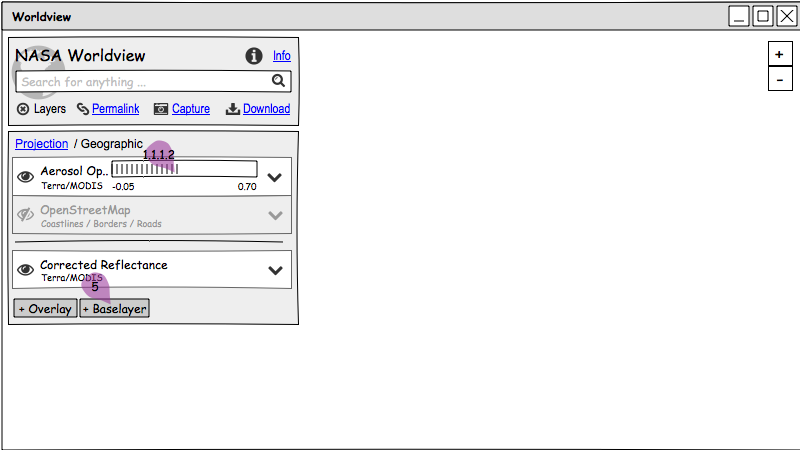 Worldview
NASA Worldview
Info
Search for anything ...
Layers Permalink Capture Download
Projection / Geographic
1,1,1,2
Aerosol Op..
Terra/MODIS -0.05 0.70
OpenStreetMap
Coastlines / Borders / Roads
Corrected Reflectance
Terra/MODIS
5
+ Overlay + Baselayer
+
-